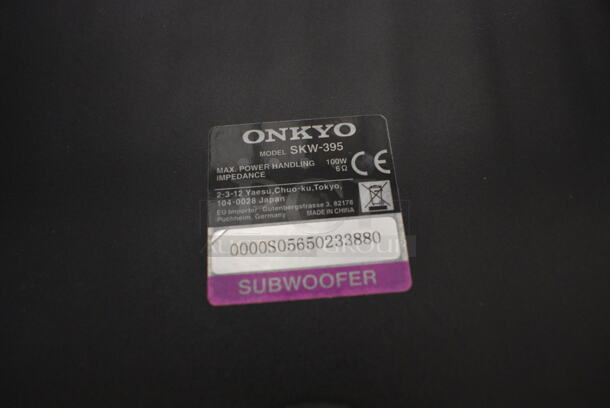 ONKYO
MODEL SKW-395
MAX. POWER HANDLING 100W
IMPEDANCE 6Ω
CE
2-3-12 Yaesu, Chuo-ku, Tokyo,
104-0028 Japan
EU Importer: Gutenbergstrasse 3, 82178
Puchheim, Germany MADE IN CHINA
0000S05650233880
GROUP
SUBWOOFER